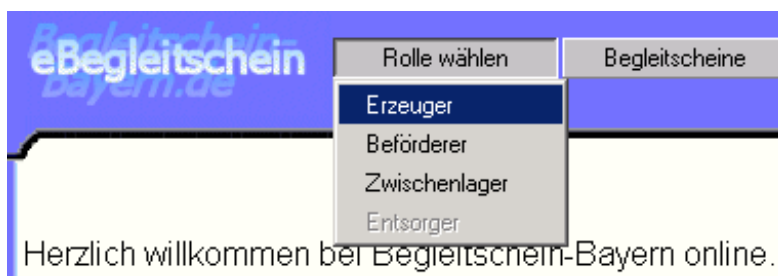 Begleitschein-
Bayern.de
eBegleitschein
Rolle wählen
Begleitscheine
Erzeuger
Beförderer
Zwischenlager
Entsorger
Herzlich willkommen bei Begleitschein-Bayern online.